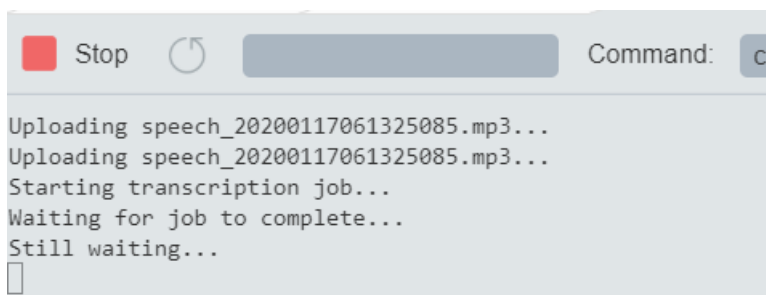 Stop Command: c
Uploading speech_20200117061325085.mp3...
Uploading speech_20200117061325085.mp3...
Starting transcription job...
Waiting for job to complete...
Still waiting...